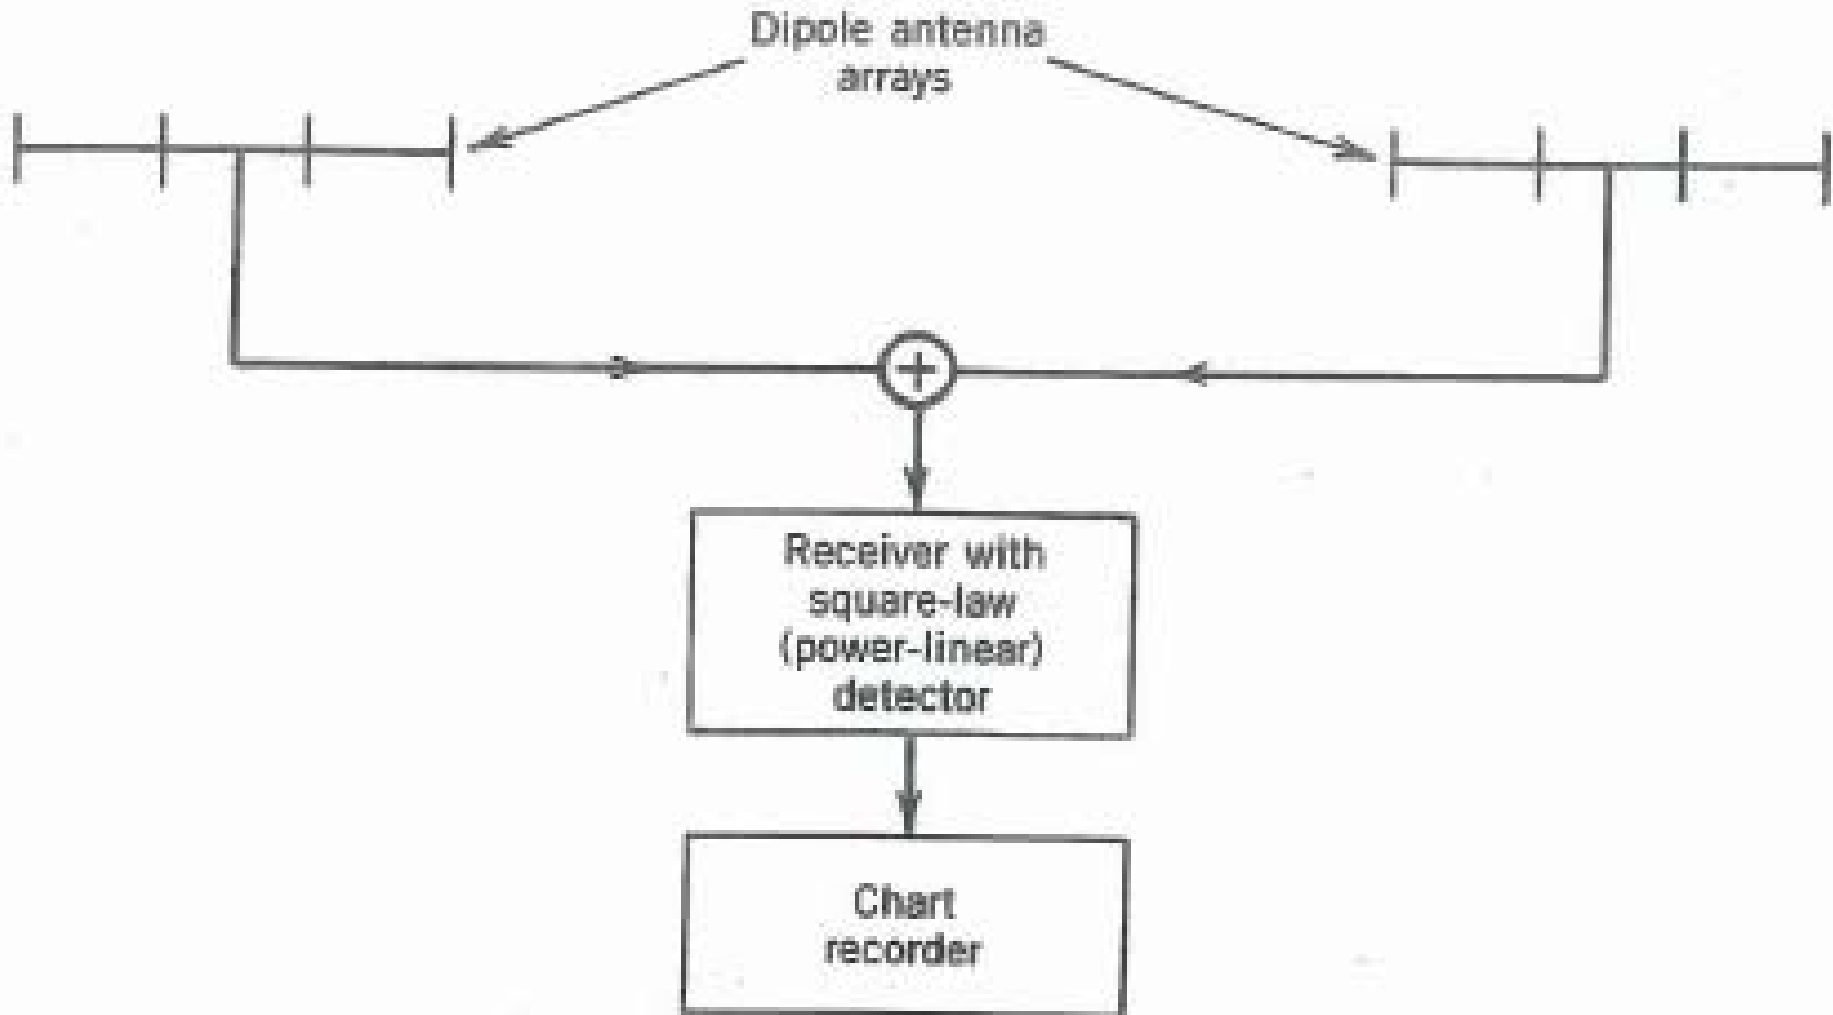 Dipole antenna
arrays
+
Receiver with
square-law
(power-linear)
detector
Chart
recorder